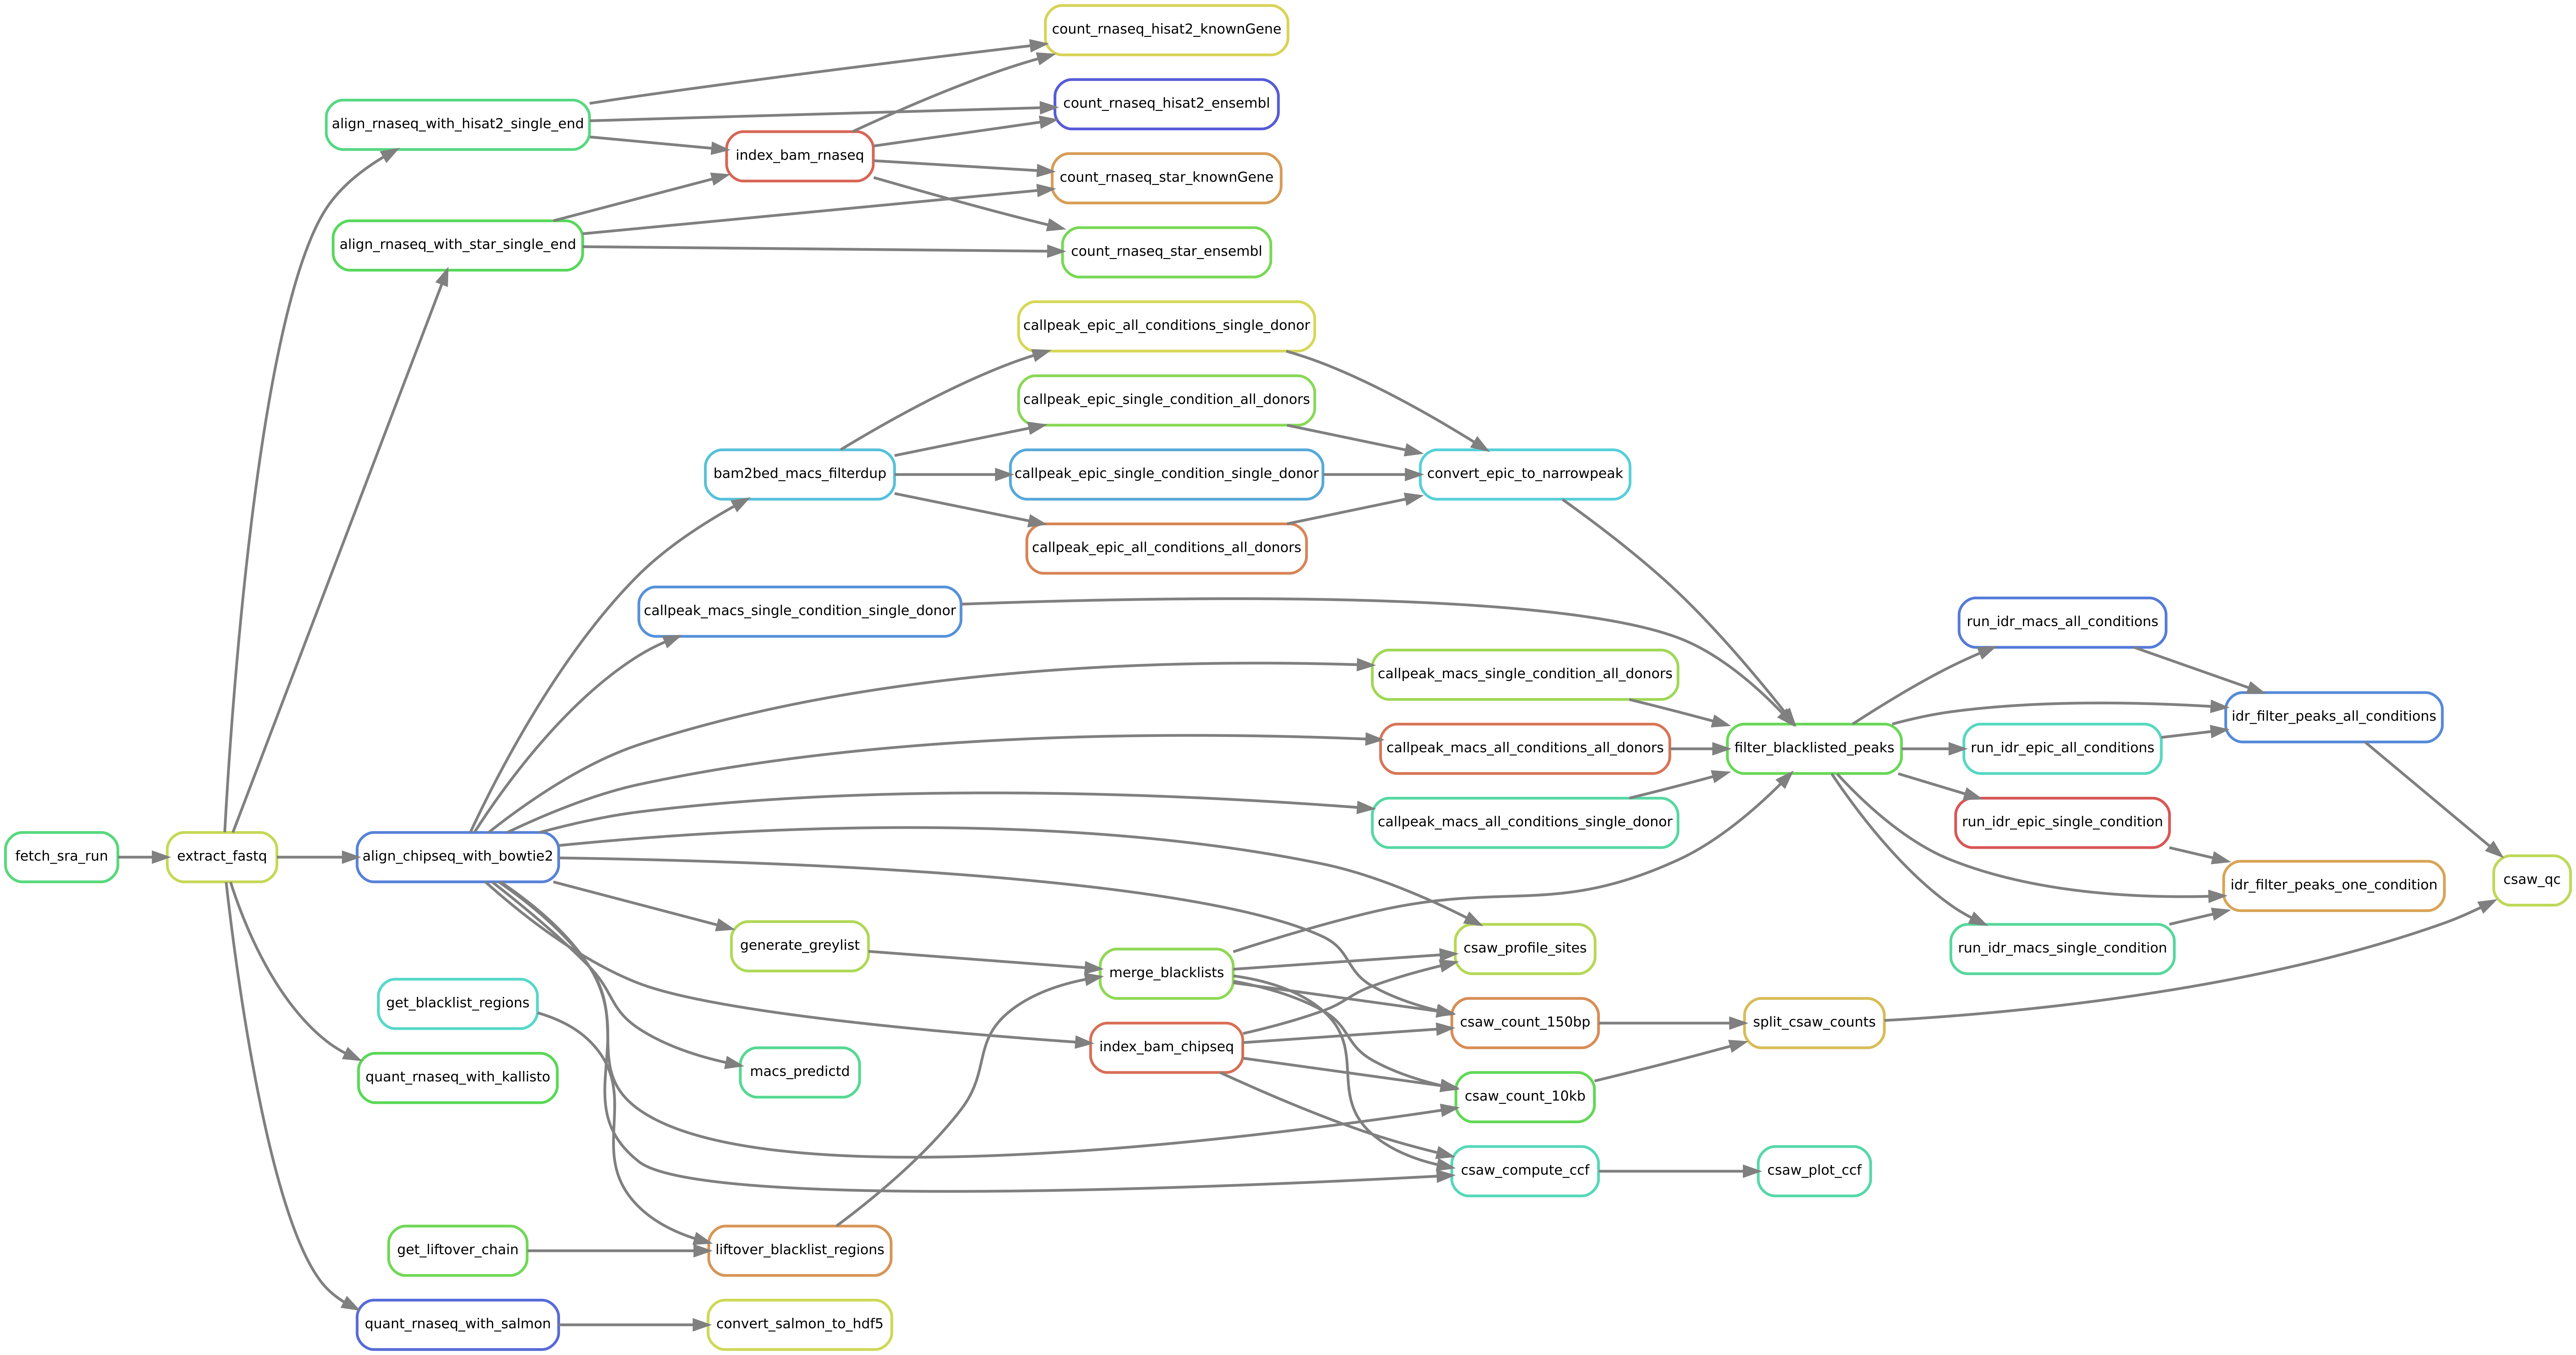 count_rnaseq_hisat2_knownGene
count_rnaseq_hisat2_ensembl
align_rnaseq_with_hisat2_single_end
index_bam_rnaseq
count_rnaseq_star_knownGene
align_rnaseq_with_star_single_end
count_rnaseq_star_ensembl
callpeak_epic_all_conditions_single_donor
callpeak_epic_single_condition_all_donors
bam2bed_macs_filterdup
callpeak_epic_single_condition_single_donor
convert_epic_to_narrowpeak
callpeak_epic_all_conditions_all_donors
callpeak_macs_single_condition_single_donor
run_idr_macs_all_conditions
callpeak_macs_single_condition_all_donors
idr_filter_peaks_all_conditions
callpeak_macs_all_conditions_all_donors
filter_blacklisted_peaks
run_idr_epic_all_conditions
callpeak_macs_all_conditions_single_donor
run_idr_epic_single_condition
fetch_sra_run
extract_fastq
align_chipseq_with_bowtie2
idr_filter_peaks_one_condition
csaw_qc
generate_greylist
csaw_profile_sites
run_idr_macs_single_condition
merge_blacklists
get_blacklist_regions
csaw_count_150bp
split_csaw_counts
index_bam_chipseq
macs_predictd
quant_rnaseq_with_kallisto
csaw_count_10kb
csaw_compute_ccf
csaw_plot_ccf
get_liftover_chain
liftover_blacklist_regions
quant_rnaseq_with_salmon
convert_salmon_to_hdf5